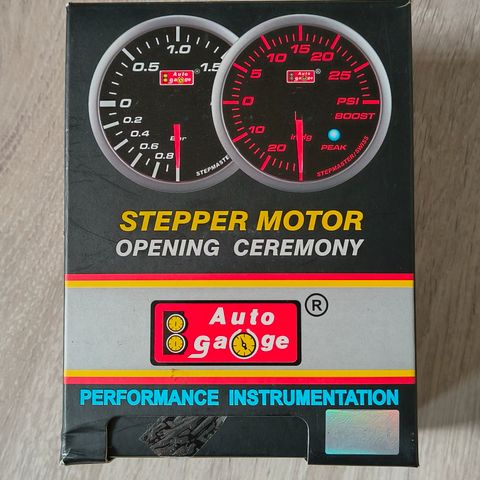 1.0
0.5
1.5
Auto
gauge
®
0
0.2
0.4
0.6
0.8
Bar
STEPMASTER
15
10
20
5
25
Auto
gauge
®
0
PSI
BOOST
10
20
inHg
PEAK
STEPMASTER/SWISS
STEPPER MOTOR
OPENING CEREMONY
®
Auto
gauge
PERFORMANCE INSTRUMENTATION